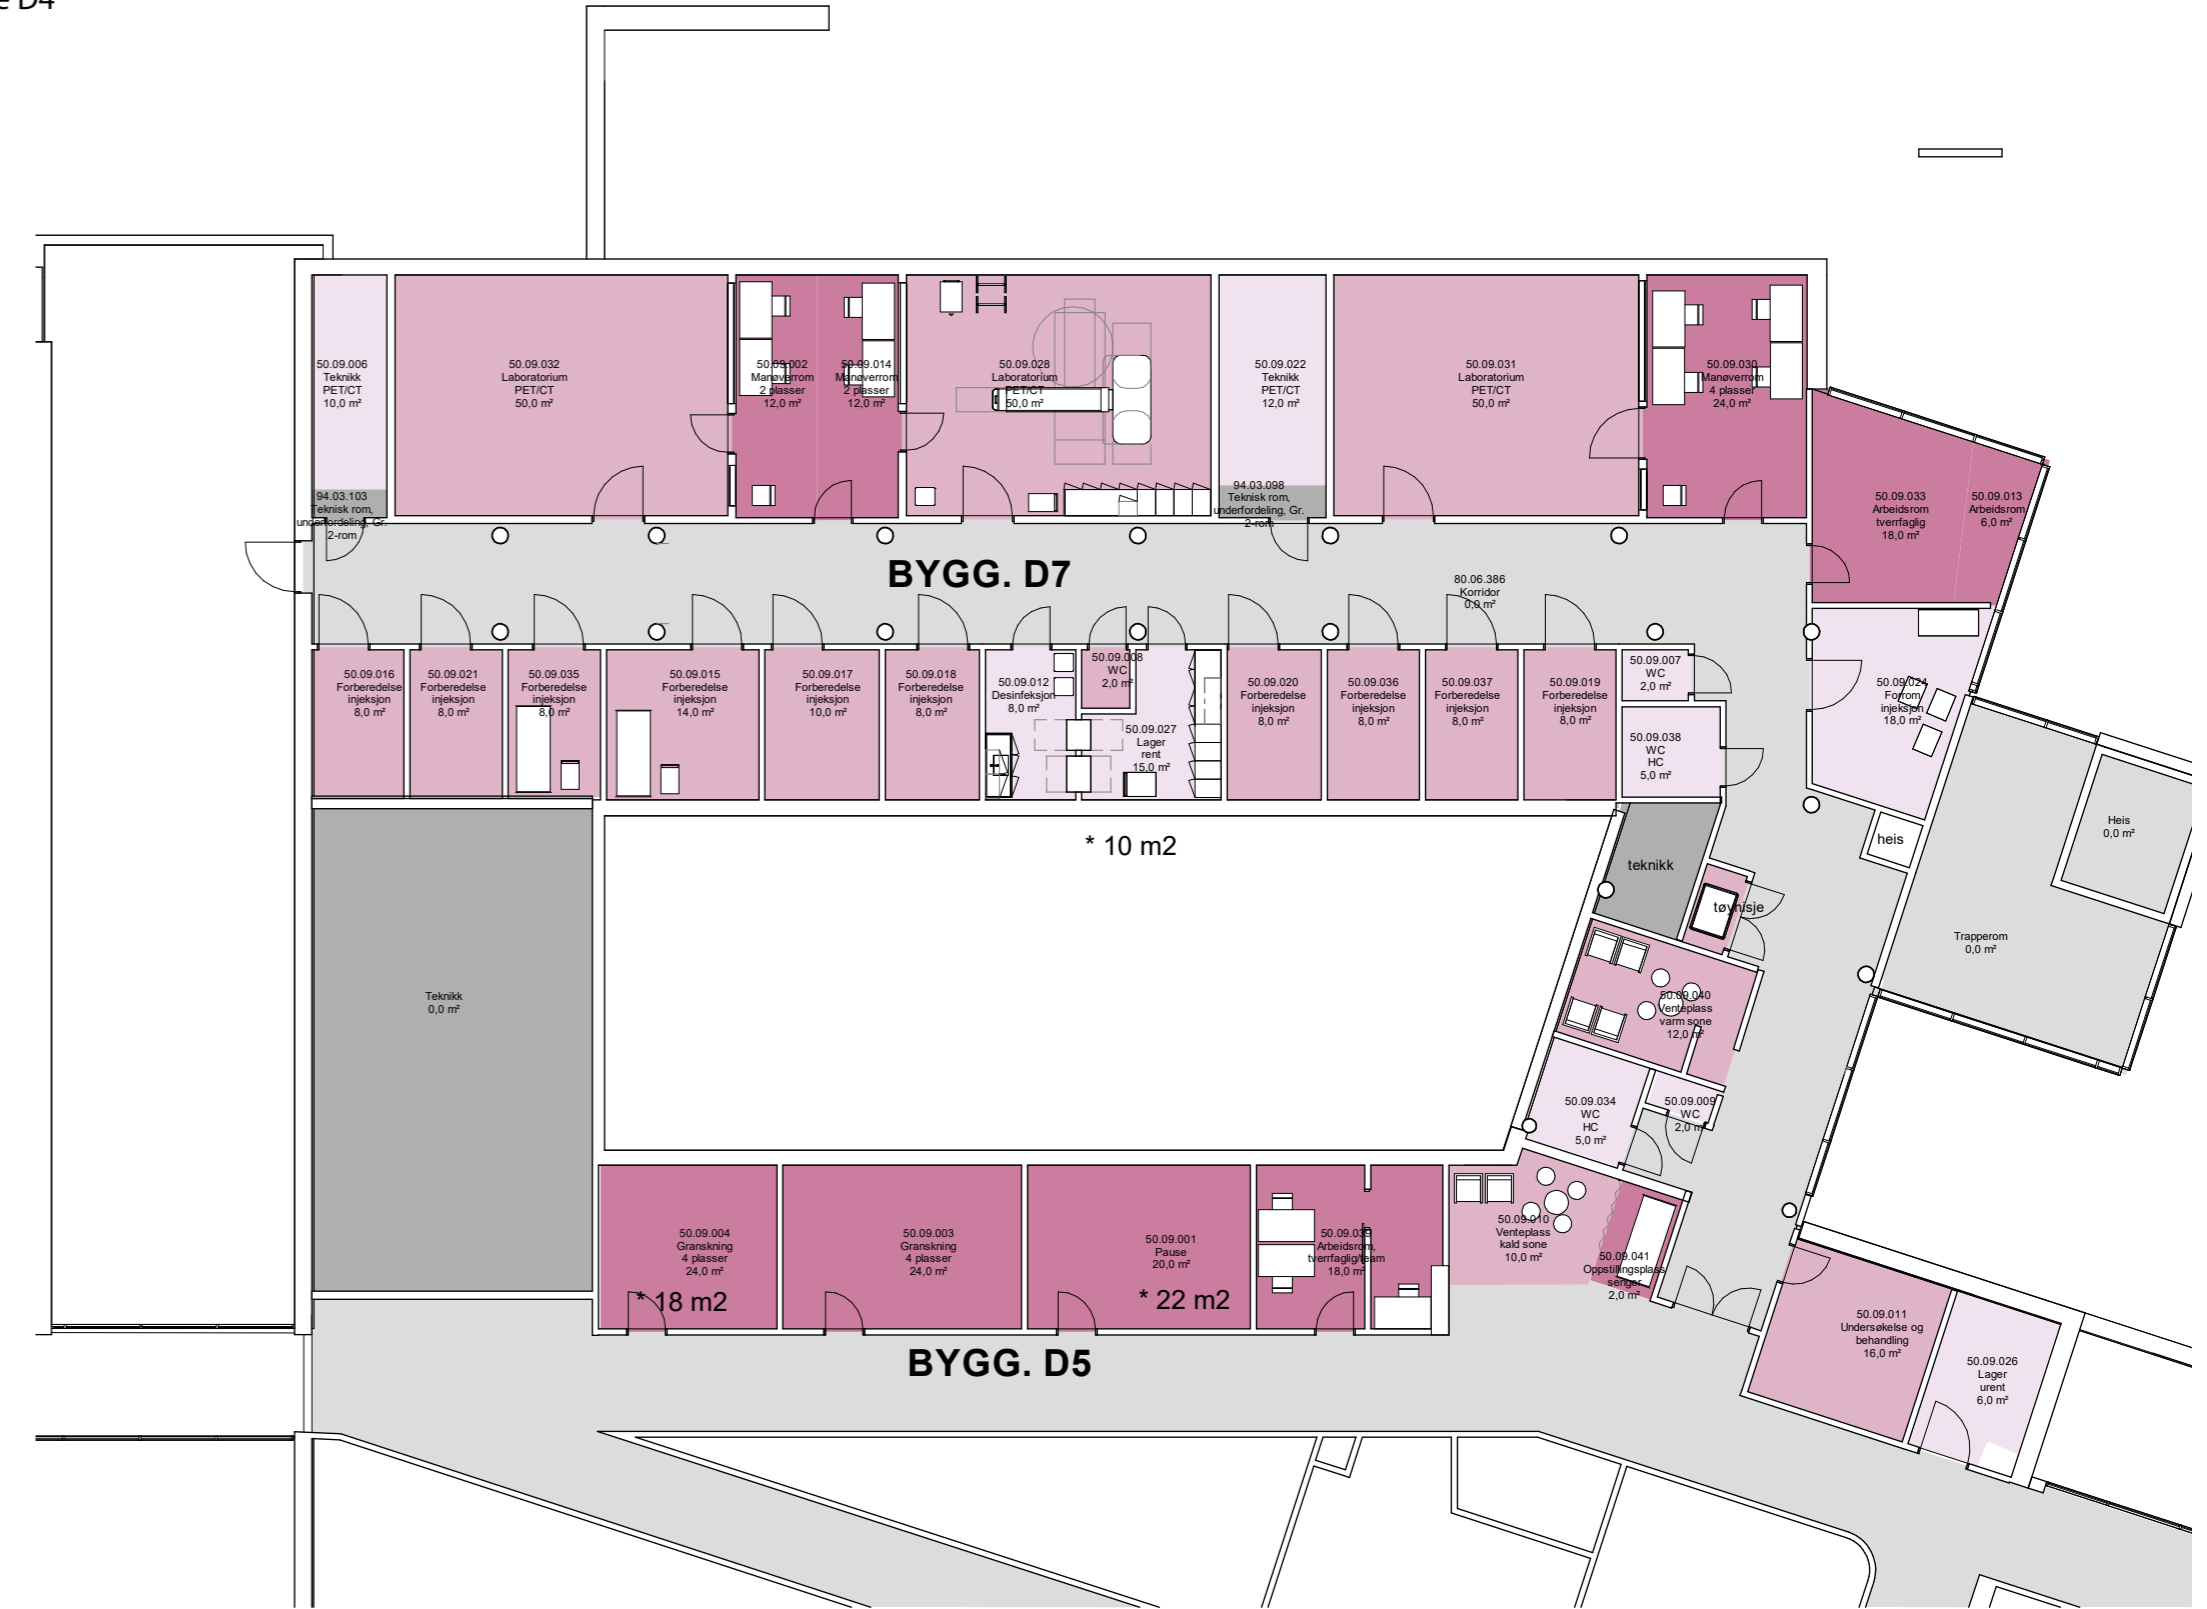 e D4
50.09.006
Teknikk
PET/CT
10,0 m²
50.09.032
Laboratorium
PET/CT
50,0 m²
50.09.002
Manøverrom
2 plasser
12,0 m²
50.09.014
Manøverrom
2 plasser
12,0 m²
50.09.028
Laboratorium
PET/CT
50,0 m²
50.09.022
Teknikk
PET/CT
12,0 m²
50.09.031
Laboratorium
PET/CT
50,0 m²
50.09.030
Manøverrom
4 plasser
24,0 m²
94.03.103
Teknisk rom,
underfordeling, Gr.
2-rom
94.03.098
Teknisk rom,
underfordeling, Gr.
2-rom
50.09.033
Arbeidsrom
tverrfaglig
18,0 m²
50.09.013
Arbeidsrom
6,0 m²
BYGG. D7
80.06.386
Korridor
0,0 m²
50.09.016
Forberedelse
injeksjon
8,0 m²
50.09.021
Forberedelse
injeksjon
8,0 m²
50.09.035
Forberedelse
injeksjon
8,0 m²
50.09.015
Forberedelse
injeksjon
14,0 m²
50.09.017
Forberedelse
injeksjon
10,0 m²
50.09.018
Forberedelse
injeksjon
8,0 m²
50.09.012
Desinfeksjon
8,0 m²
50.09.008
WC
2,0 m²
50.09.027
Lager
rent
15,0 m²
50.09.020
Forberedelse
injeksjon
8,0 m²
50.09.036
Forberedelse
injeksjon
8,0 m²
50.09.037
Forberedelse
injeksjon
8,0 m²
50.09.019
Forberedelse
injeksjon
8,0 m²
50.09.007
WC
2,0 m²
50.09.038
WC
HC
5,0 m²
50.09.024
Forrom
injeksjon
18,0 m²
* 10 m2
teknikk
heis
Heis
0,0 m²
tøynisje
Trapperom
0,0 m²
Teknikk
0,0 m²
50.09.040
Venteplass
varm sone
12,0 m²
50.09.034
WC
HC
5,0 m²
50.09.009
WC
2,0 m²
50.09.004
Granskning
4 plasser
24,0 m²
* 18 m2
50.09.003
Granskning
4 plasser
24,0 m²
50.09.001
Pause
20,0 m²
* 22 m2
50.09.039
Arbeidsrom,
tverrfaglig/team
18,0 m²
50.09.010
Venteplass
kald sone
10,0 m²
50.09.041
Oppstillingsplass
senger
2,0 m²
50.09.011
Undersøkelse og
behandling
16,0 m²
50.09.026
Lager
urent
6,0 m²
BYGG. D5